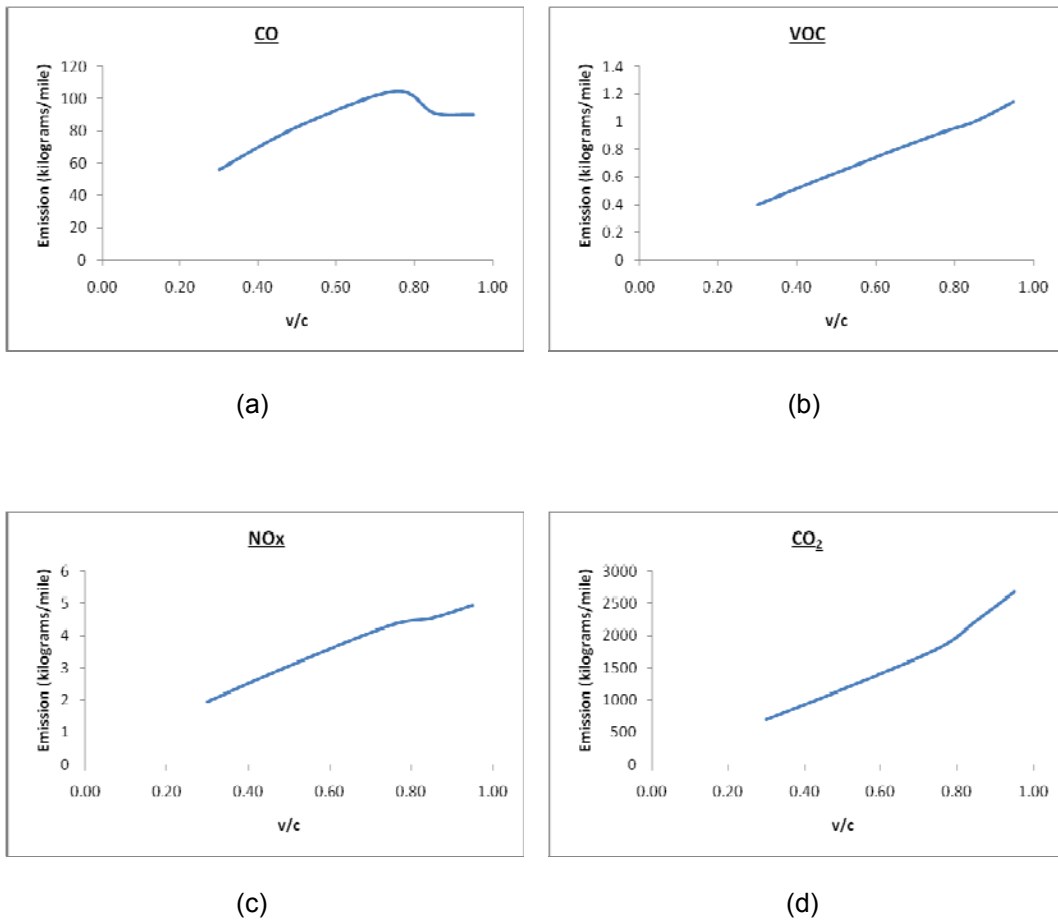 CO
120
100
80
60
40
20
0
Emission (kilograms/mile)
0.00 0.20 0.40 0.60 0.80 1.00
v/c
(a)
VOC
1.4
1.2
1
0.8
0.6
0.4
0.2
0
Emission (kilograms/mile)
0.00 0.20 0.40 0.60 0.80 1.00
v/c
(b)
NOx
6
5
4
3
2
1
0
Emission (kilograms/mile)
0.00 0.20 0.40 0.60 0.80 1.00
v/c
(c)
CO₂
3000
2500
2000
1500
1000
500
0
Emission (kilograms/mile)
0.00 0.20 0.40 0.60 0.80 1.00
v/c
(d)